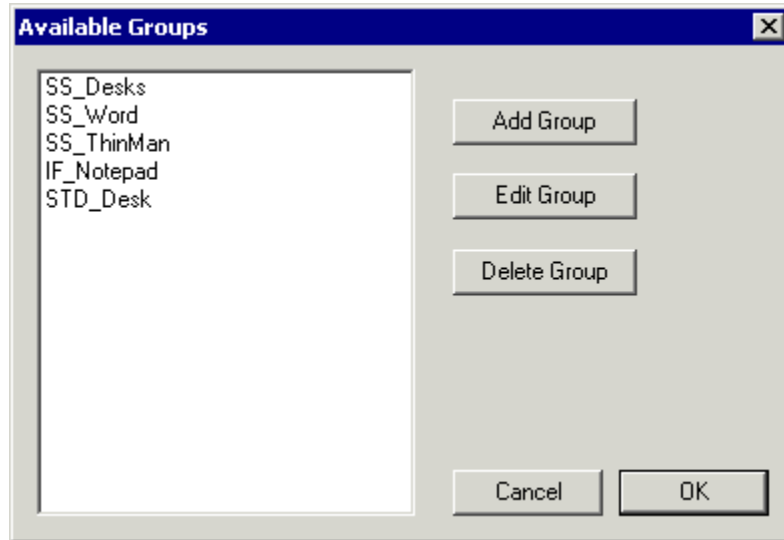 Available Groups
SS_Desks
SS_Word
SS_ThinMan
IF_Notepad
STD_Desk
Add Group
Edit Group
Delete Group
Cancel
OK